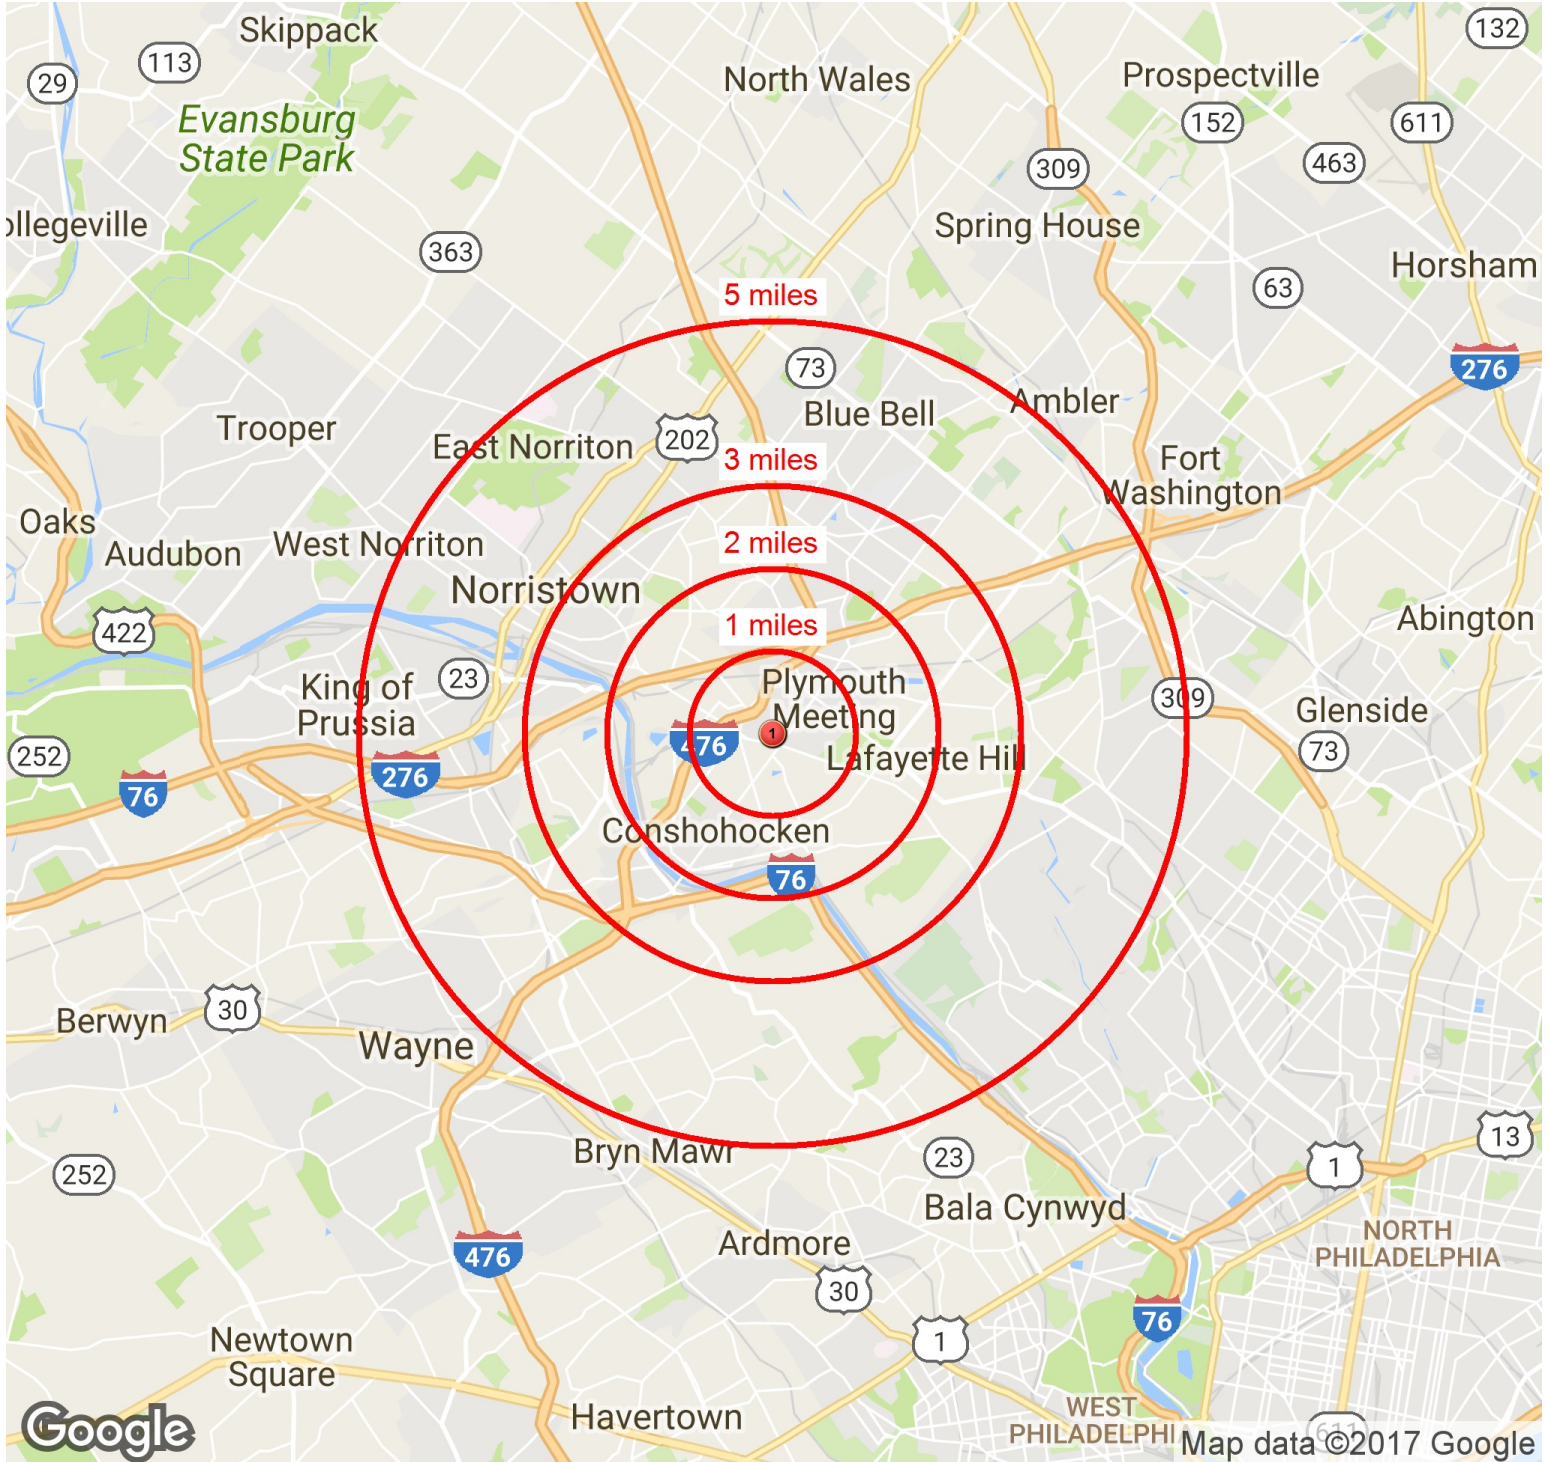 Skippack
132
113
29
North Wales
Prospectville
Evansburg
State Park
152
611
463
309
ollegeville
Spring House
363
Horsham
63
5 miles
276
73
Ambler
Blue Bell
Trooper
202
East Norriton
3 miles
Fort
Washington
Oaks
Audubon
West Norriton
2 miles
Norristown
422
1 miles
Abington
23
King of
Prussia
Plymouth
Meeting
309
Glenside
252
476
1
Lafayette Hill
73
276
76
Conshohocken
76
Berwyn
30
Wayne
252
Bryn Mawr
23
13
1
Bala Cynwyd
476
Ardmore
NORTH
PHILADELPHIA
30
76
1
Newtown
Square
Havertown
WEST
PHILADELPHI
611
Google
Map data ©2017 Google